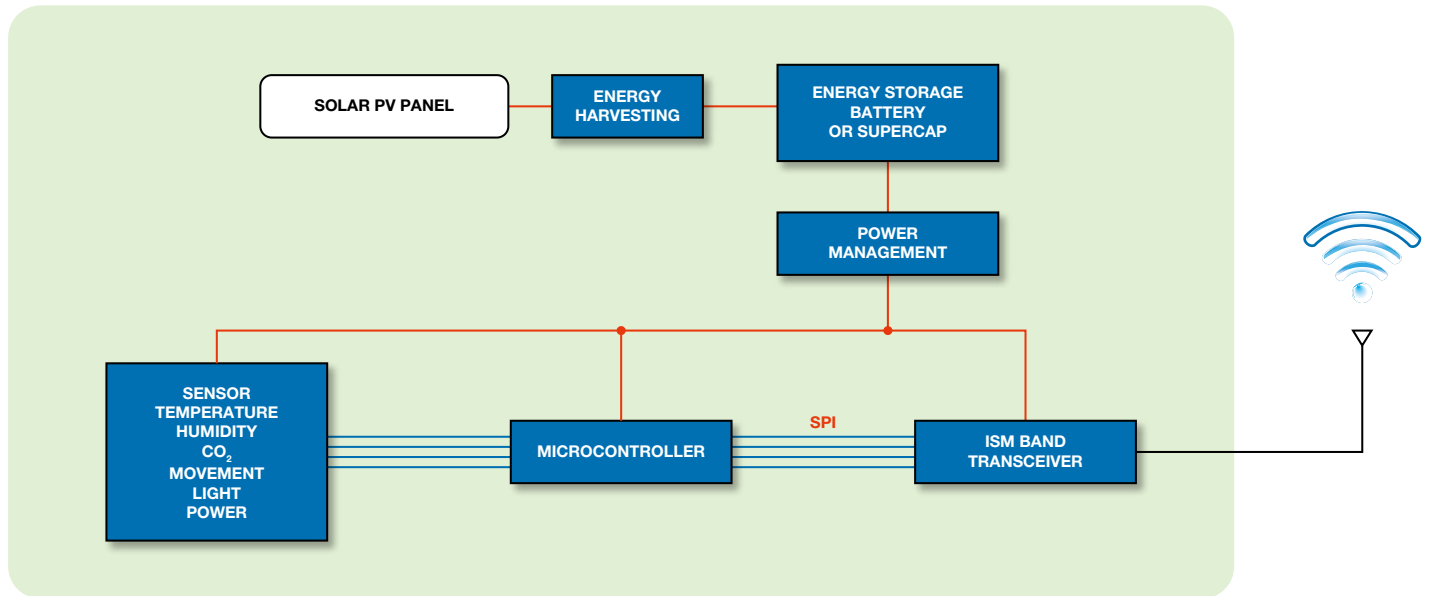 SOLAR PV PANEL
ENERGY
HARVESTING
ENERGY STORAGE
BATTERY
OR SUPERCAP
POWER
MANAGEMENT
SENSOR
TEMPERATURE
HUMIDITY
CO₂
MOVEMENT
LIGHT
POWER
MICROCONTROLLER
SPI
ISM BAND
TRANSCEIVER